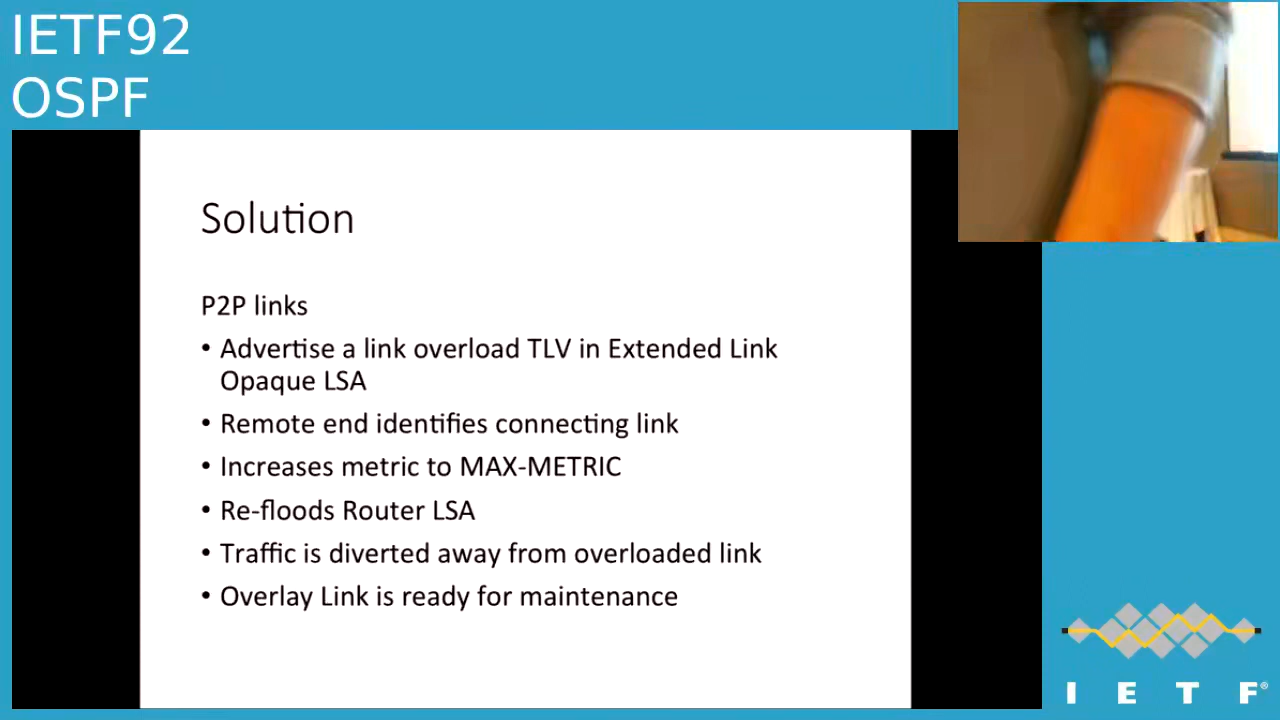 IETF92
OSPF
Solution
P2P links
• Advertise a link overload TLV in Extended Link
Opaque LSA
• Remote end identifies connecting link
• Increases metric to MAX-METRIC
• Re-floods Router LSA
• Traffic is diverted away from overloaded link
• Overlay Link is ready for maintenance
I E T F®